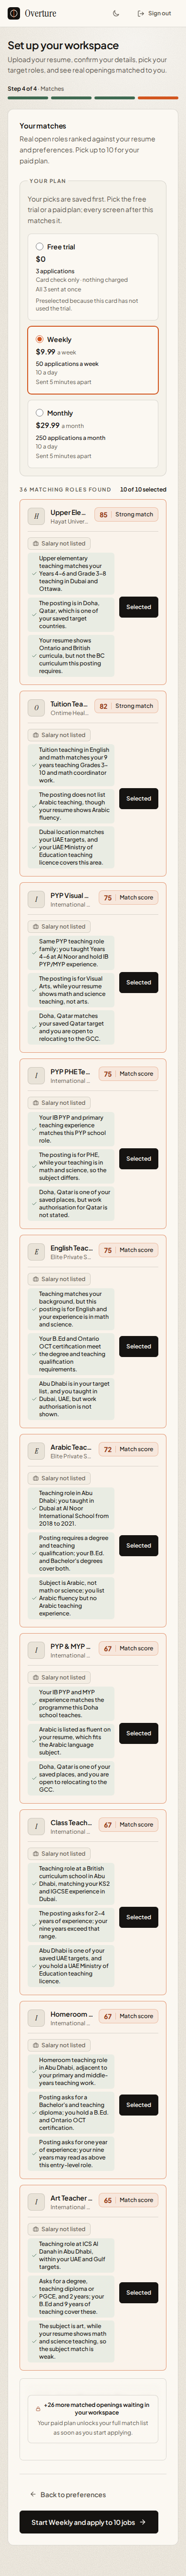 Overture
Sign out
Set up your workspace
Upload your resume, confirm your details, pick your
target roles, and see real openings matched to you.
Step 4 of 4 · Matches
Your matches
Real open roles ranked against your resume
and preferences. Pick up to 10 for your
paid plan.
YOUR PLAN
Your picks are saved first. Pick the free
trial or a paid plan; every screen after this
matches it.
Free trial
$0
3 applications
Card check only · nothing charged
All 3 sent at once
Preselected because this card has not
used the trial.
Weekly
$9.99 a week
50 applications a week
10 a day
Sent 5 minutes apart
Monthly
$29.99 a month
250 applications a month
10 a day
Sent 5 minutes apart
36 MATCHING ROLES FOUND
10 of 10 selected
H
Upper Ele...
Hayat Univer...
85 Strong match
Salary not listed
Upper elementary
teaching matches your
Years 4–6 and Grade 3–8
teaching in Dubai and
Ottawa.
The posting is in Doha,
Qatar, which is one of
your saved target
countries.
Your resume shows
Ontario and British
curricula, but not the BC
curriculum this posting
requires.
Selected
O
Tuition Tea...
Ontime Heal...
82 Strong match
Salary not listed
Tuition teaching in English
and math matches your 9
years teaching Grades 3–
10 and math coordinator
work.
The posting does not list
Arabic teaching, though
your resume shows Arabic
fluency.
Dubai location matches
your UAE targets, and
your UAE Ministry of
Education teaching
licence covers this area.
Selected
I
PYP Visual ...
International ...
75 Match score
Salary not listed
Same PYP teaching role
family; you taught Years
4–6 at Al Noor and hold IB
PYP/MYP experience.
The posting is for Visual
Arts, while your resume
shows math and science
teaching, not arts.
Doha, Qatar matches
your saved Qatar target
and you are open to
relocating to the GCC.
Selected
I
PYP PHE Te...
International ...
75 Match score
Salary not listed
Your IB PYP and primary
teaching experience
matches this PYP school
role.
The posting is for PHE,
while your teaching is in
math and science, so the
subject differs.
Doha, Qatar is one of your
saved places, but work
authorisation for Qatar is
not stated.
Selected
E
English Teac...
Elite Private S...
75 Match score
Salary not listed
Teaching matches your
background, but this
posting is for English and
your experience is in math
and science.
Your B.Ed and Ontario
OCT certification meet
the degree and teaching
qualification
requirements.
Abu Dhabi is in your target
list, and you taught in
Dubai, UAE, but work
authorisation is not
shown.
Selected
E
Arabic Teac...
Elite Private S...
72 Match score
Salary not listed
Teaching role in Abu
Dhabi; you taught in
Dubai at Al Noor
International School from
2018 to 2021.
Posting requires a degree
and teaching
qualification; your B.Ed.
and Bachelor's degrees
cover both.
Subject is Arabic, not
math or science; you list
Arabic fluency but no
Arabic teaching
experience.
Selected
I
PYP & MYP ...
International ...
67 Match score
Salary not listed
Your IB PYP and MYP
experience matches the
programme this Doha
school teaches.
Arabic is listed as fluent on
your resume, which fits
the Arabic language
subject.
Doha, Qatar is one of your
saved places, and you are
open to relocating to the
GCC.
Selected
I
Class Teach...
International ...
67 Match score
Salary not listed
Teaching role at a British
curriculum school in Abu
Dhabi, matching your KS2
and IGCSE experience in
Dubai.
The posting asks for 2–4
years of experience; your
nine years exceed that
range.
Abu Dhabi is one of your
saved UAE targets, and
you hold a UAE Ministry of
Education teaching
licence.
Selected
I
Homeroom ...
International ...
67 Match score
Salary not listed
Homeroom teaching role
in Abu Dhabi, adjacent to
your primary and middle-
years teaching work.
Posting asks for a
Bachelor's and teaching
diploma; you hold a B.Ed.
and Ontario OCT
certification.
Posting asks for one year
of experience; your nine
years may read as above
this entry-level role.
Selected
I
Art Teacher ...
International ...
65 Match score
Salary not listed
Teaching role at ICS Al
Danah in Abu Dhabi,
within your UAE and Gulf
targets.
Asks for a degree,
teaching diploma or
PGCE, and 2 years; your
B.Ed and 9 years of
teaching cover these.
The subject is art, while
your resume shows math
and science teaching, so
the subject match is
weak.
Selected
+26 more matched openings waiting in
your workspace
Your paid plan unlocks your full match list
as soon as you start applying.
Back to preferences
Start Weekly and apply to 10 jobs